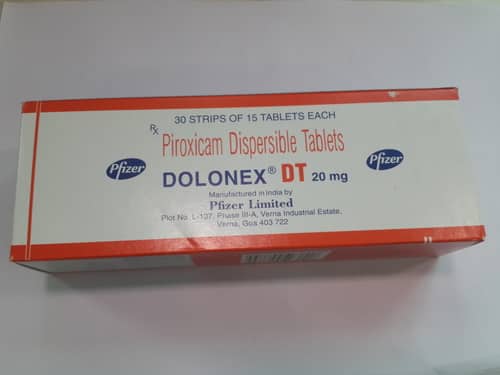 30 STRIPS OF 15 TABLETS EACH
Rx Piroxicam Dispersible Tablets
Pfizer
DOLONEX® DT 20 mg
Pfizer
Manufactured in India by
Pfizer Limited
Plot No. L-137, Phase III-A, Verna Industrial Estate,
Verna, Goa 403 722